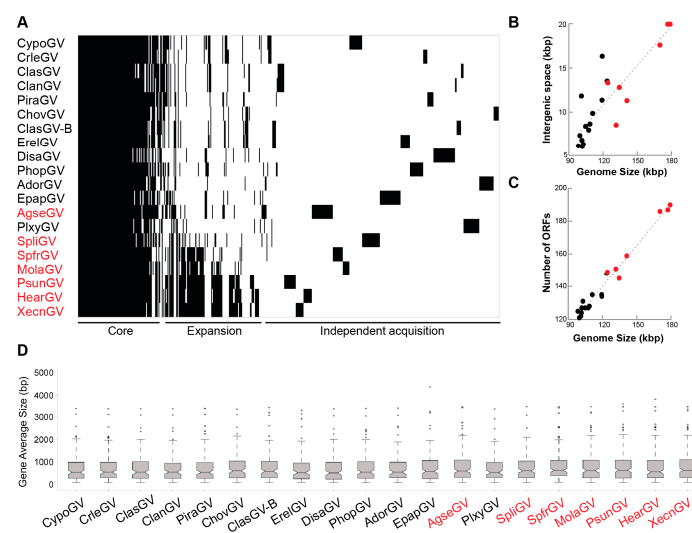 A
CypoGV
CrleGV
ClasGV
ClanGV
PiraGV
ChovGV
ClasGV-B
ErelGV
DisaGV
PhopGV
AdorGV
EpapGV
AgseGV
PlxyGV
SpliGV
SpfrGV
MolaGV
PsunGV
HearGV
XecnGV
Core Expansion Independent acquisition
B
Intergenic space (kbp)
20
15
10
5
90 120 150 180
Genome Size (kbp)
C
Number of ORFs
200
180
160
140
120
90 120 150 180
Genome Size (kbp)
D
Gene Average Size (bp)
5000
4000
3000
2000
1000
0
CypoGV CrleGV ClasGV ClanGV PiraGV ChovGV ClasGV-B ErelGV DisaGV PhopGV AdorGV EpapGV AgseGV PlxyGV SpliGV SpfrGV MolaGV PsunGV HearGV XecnGV